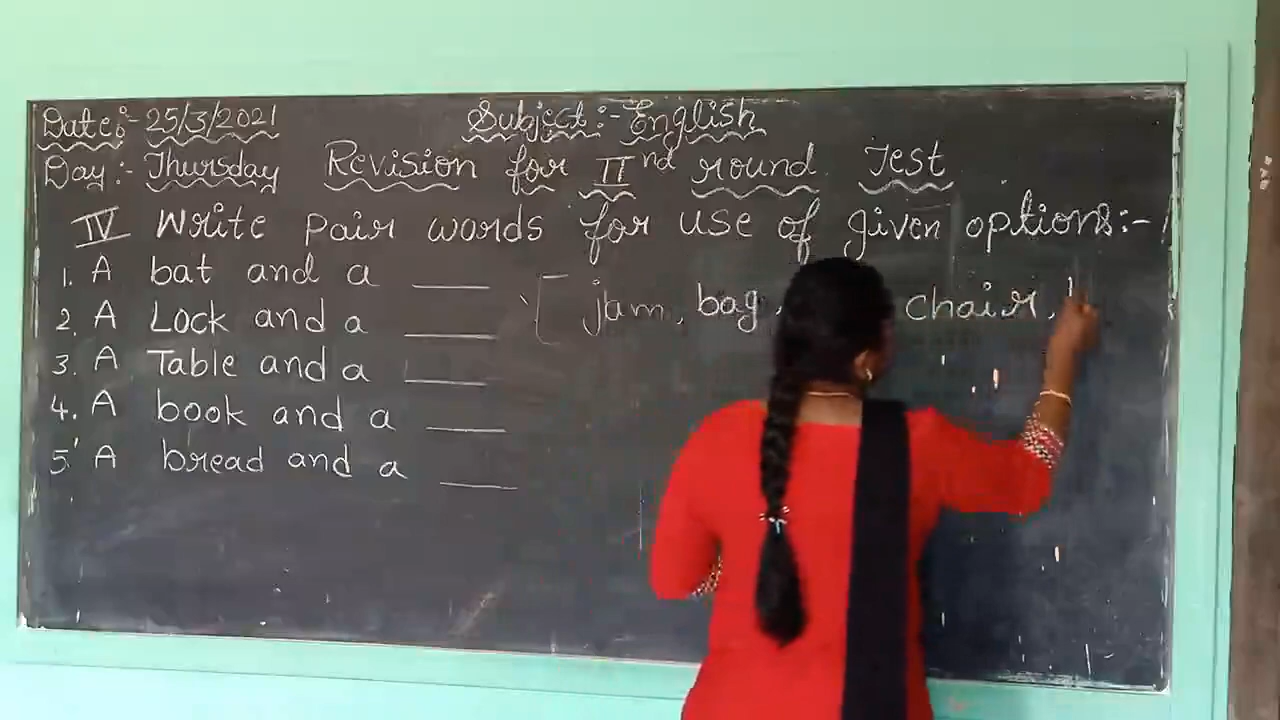 Date:- 25/3/2021 Subject:- English
Day:- Thursday Revision for IInd round Test
IV Write pair words for use of given options:-
1. A bat and a ____ [ jam, bag, chair,
2. A Lock and a ____
3. A Table and a ____
4. A book and a ____
5. A bread and a ____